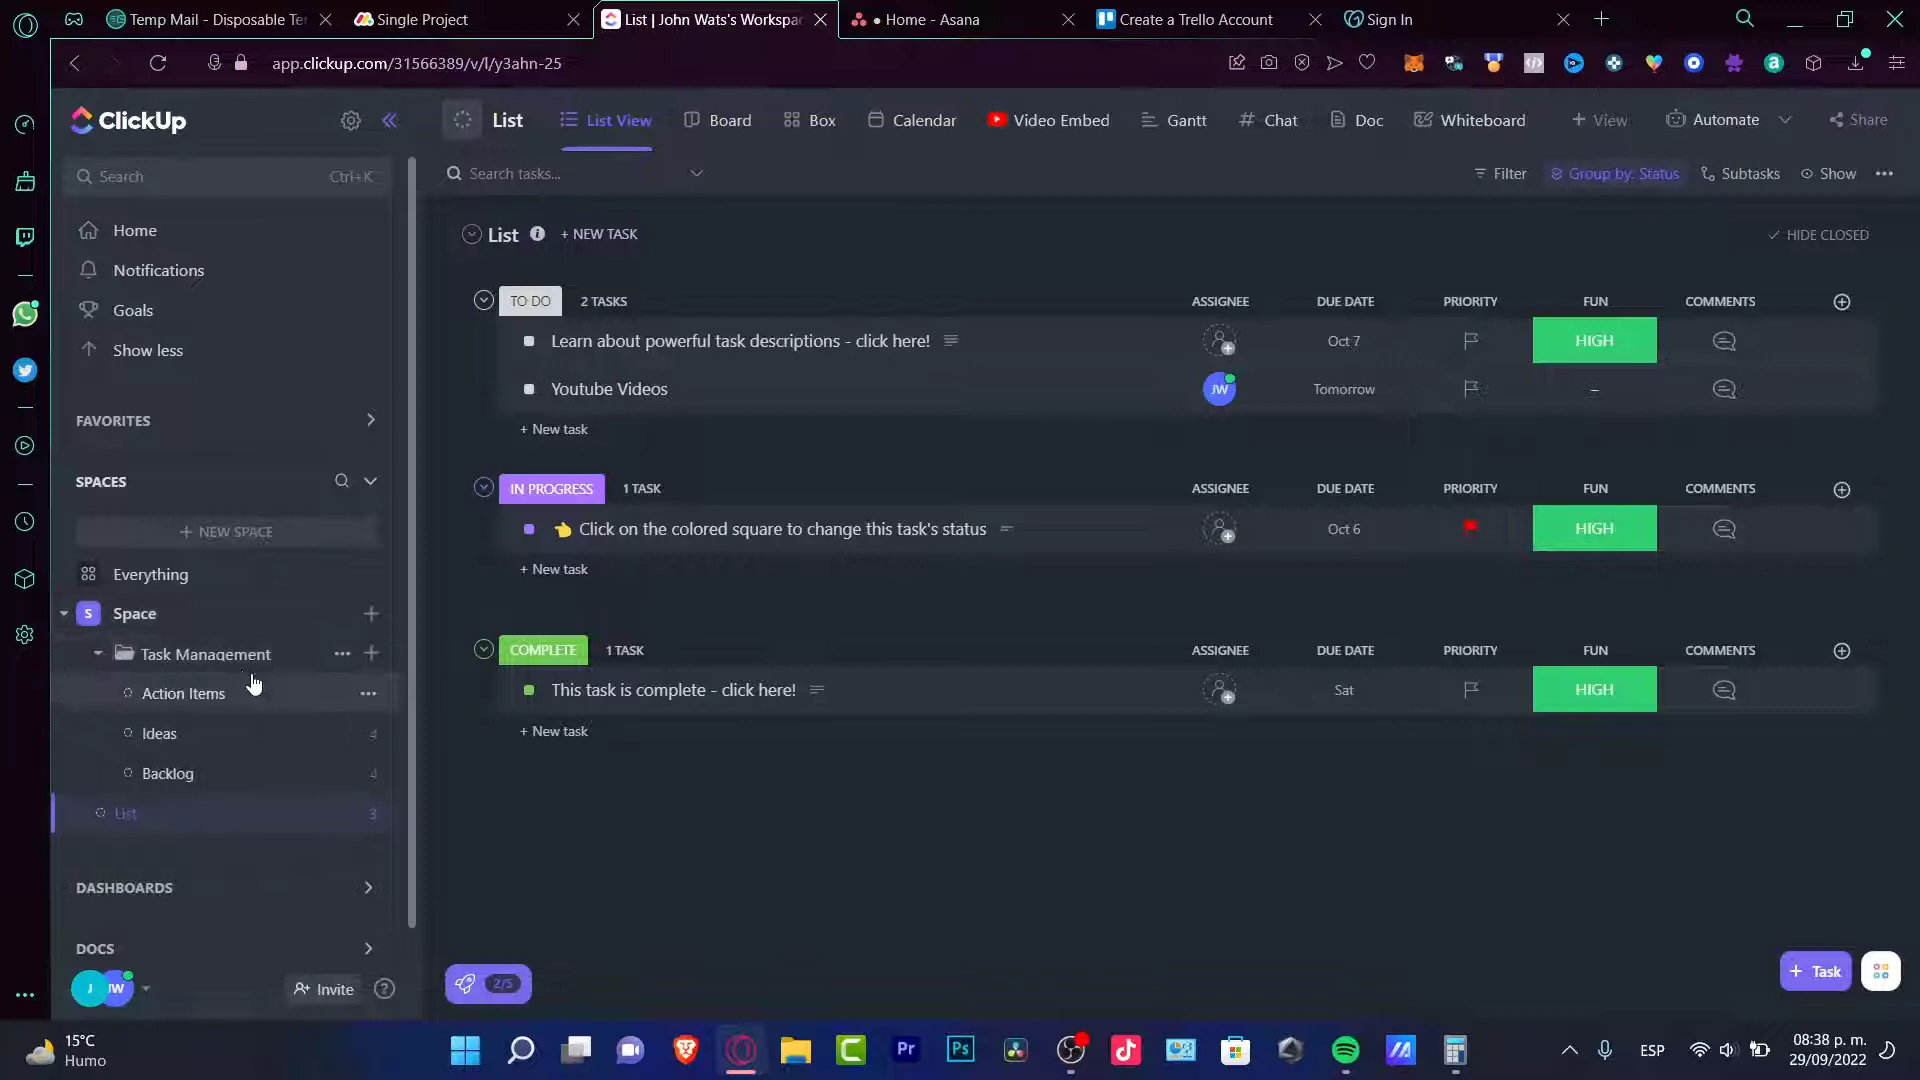 Temp Mail - Disposable Te
Single Project
List | John Wats's Workspa
• Home - Asana
Create a Trello Account
Sign In
app.clickup.com/31566389/v/l/y3ahn-25
ClickUp
List
List View
Board
Box
Calendar
Video Embed
Gantt
Chat
Doc
Whiteboard
+ View
Automate
Share
Search
Ctrl+K
Search tasks...
Filter
Group by: Status
Subtasks
Show
Home
Notifications
Goals
Show less
FAVORITES
SPACES
+ NEW SPACE
Everything
S
Space
Task Management
Action Items
Ideas
4
Backlog
4
List
3
DASHBOARDS
DOCS
J
JW
Invite
List
+ NEW TASK
HIDE CLOSED
TO DO
2 TASKS
ASSIGNEE
DUE DATE
PRIORITY
FUN
COMMENTS
Learn about powerful task descriptions - click here!
Oct 7
HIGH
Youtube Videos
JW
Tomorrow
–
+ New task
IN PROGRESS
1 TASK
ASSIGNEE
DUE DATE
PRIORITY
FUN
COMMENTS
👈 Click on the colored square to change this task's status
Oct 6
HIGH
+ New task
COMPLETE
1 TASK
ASSIGNEE
DUE DATE
PRIORITY
FUN
COMMENTS
This task is complete - click here!
Sat
HIGH
+ New task
2/5
+ Task
15°C
Humo
Pr
Ps
ESP
08:38 p. m.
29/09/2022